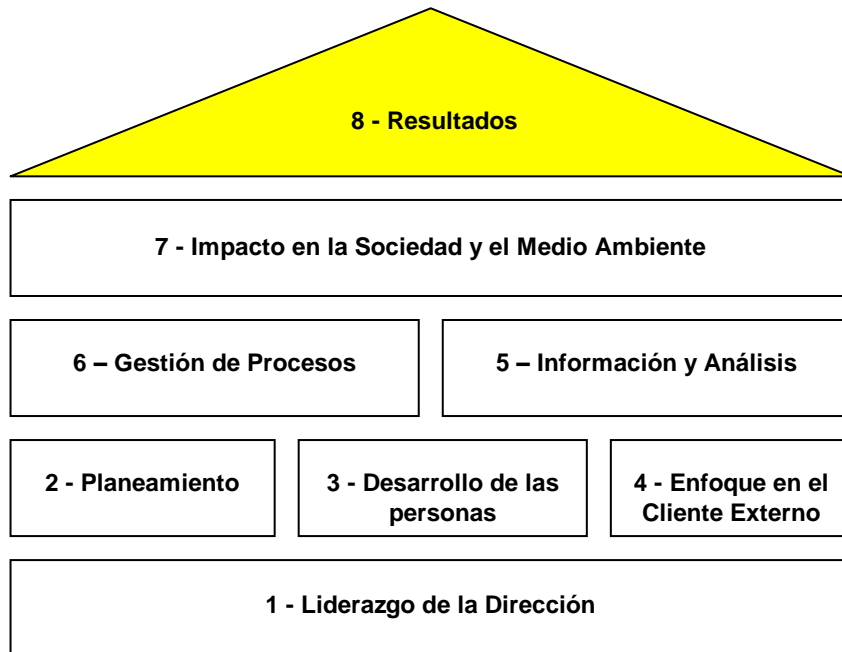 8 - Resultados
7 - Impacto en la Sociedad y el Medio Ambiente
6 – Gestión de Procesos
5 – Información y Análisis
2 - Planeamiento
3 - Desarrollo de las
personas
4 - Enfoque en el
Cliente Externo
1 - Liderazgo de la Dirección